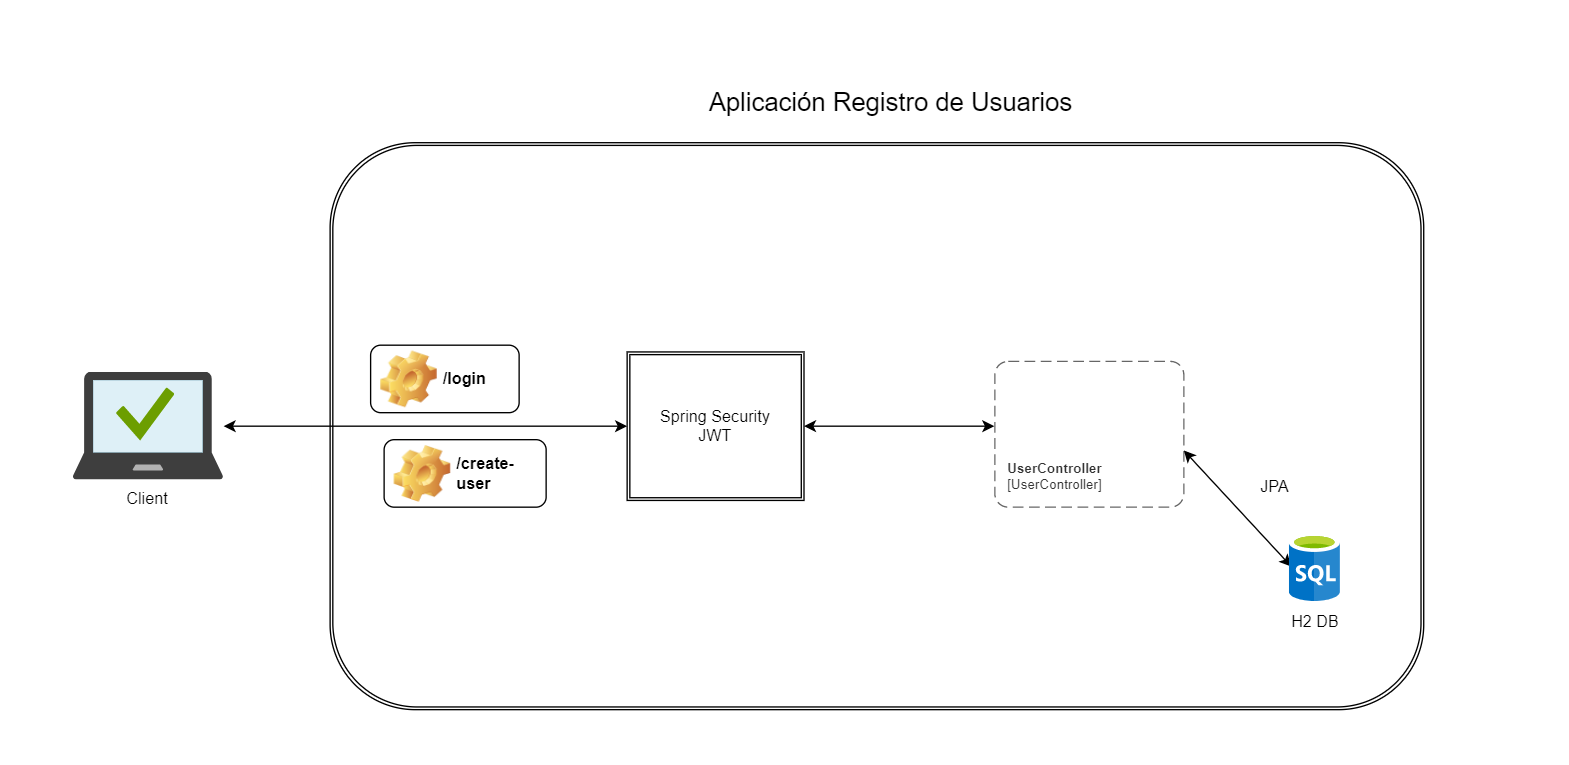 Aplicación Registro de Usuarios
/login
/create-
user
Client
Spring Security
JWT
UserController
[UserController]
JPA
SQL
H2 DB